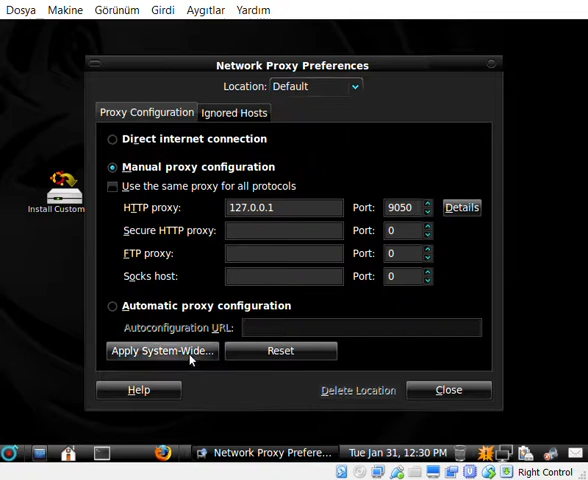 Dosya Makine Görünüm Girdi Aygıtlar Yardım
Network Proxy Preferences
Location: Default
Proxy Configuration Ignored Hosts
Direct internet connection
Manual proxy configuration
Use the same proxy for all protocols
HTTP proxy: 127.0.0.1 Port: 9050 Details
Secure HTTP proxy: Port: 0
FTP proxy: Port: 0
Socks host: Port: 0
Automatic proxy configuration
Autoconfiguration URL:
Apply System-Wide... Reset
Help Delete Location Close
Install Custom
Network Proxy Prefere... Tue Jan 31, 12:30 PM
Right Control